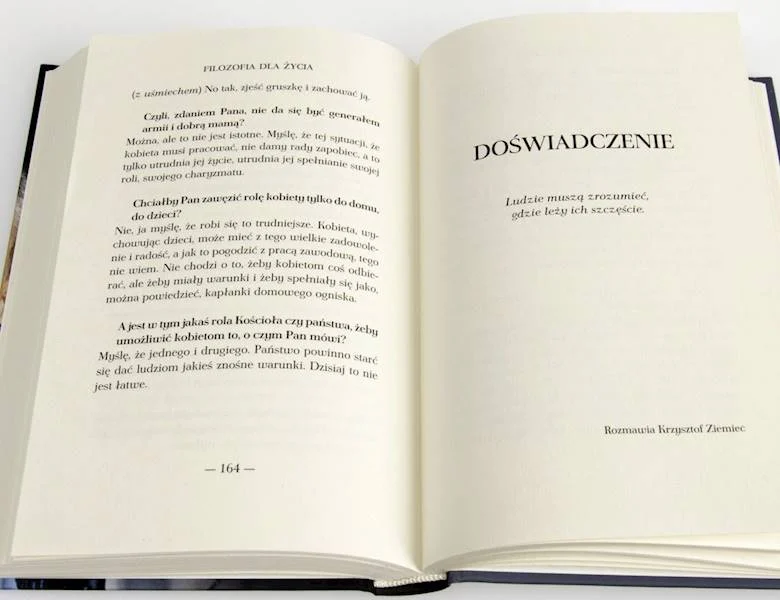 FILOZOFIA DLA ŻYCIA
(z uśmiechem) No tak, zjeść gruszkę i zachować ją.
Czyli, zdaniem Pana, nie da się być generałem
armii i dobrą mamą?
Można, ale to nie jest istotne. Myślę, że tej sytuacji, że
kobieta musi pracować, nie damy rady zapobiec, a to
tylko utrudnia jej życie, utrudnia jej spełnianie swojej
roli, swojego charyzmatu.
Chciałby Pan zawęzić rolę kobiety tylko do domu,
do dzieci?
Nie, ja myślę, że robi się to trudniejsze. Kobieta, wy-
chowując dzieci, może mieć z tego wielkie zadowole-
nie i radość, a jak to pogodzić z pracą zawodową, tego
nie wiem. Nie chodzi o to, żeby kobietom coś odbie-
rać, ale żeby miały warunki i żeby spełniały się jako,
można powiedzieć, kapłanki domowego ogniska.
A jest w tym jakaś rola Kościoła czy państwa, żeby
umożliwić kobietom to, o czym Pan mówi?
Myślę, że jednego i drugiego. Państwo powinno starć
się dać ludziom jakieś znośne warunki. Dzisiaj to nie
jest łatwe.
— 164 —
DOŚWIADCZENIE
Ludzie muszą zrozumieć,
gdzie leży ich szczęście.
Rozmawia Krzysztof Ziemiec